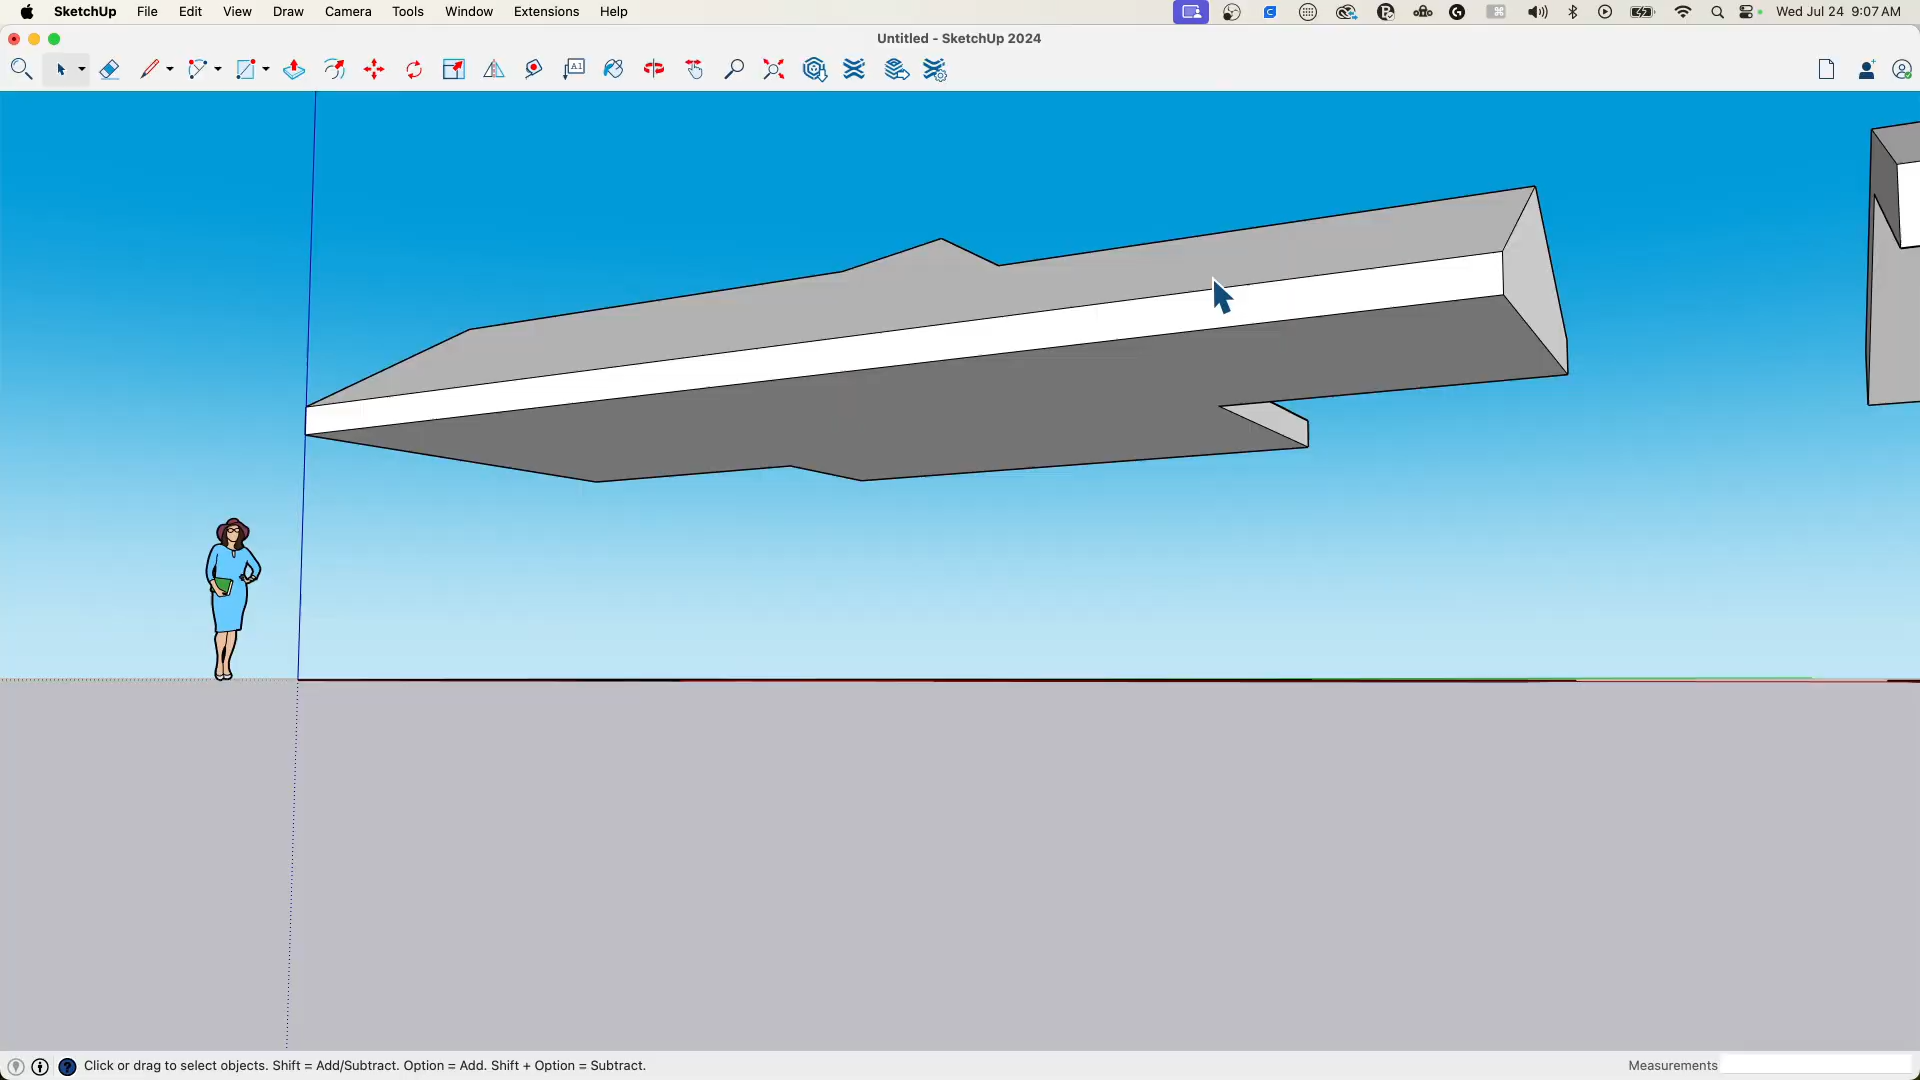 SketchUp File Edit View Draw Camera Tools Window Extensions Help Wed Jul 24 9:07 AM
Untitled - SketchUp 2024
A1
Click or drag to select objects. Shift = Add/Subtract. Option = Add. Shift + Option = Subtract. Measurements